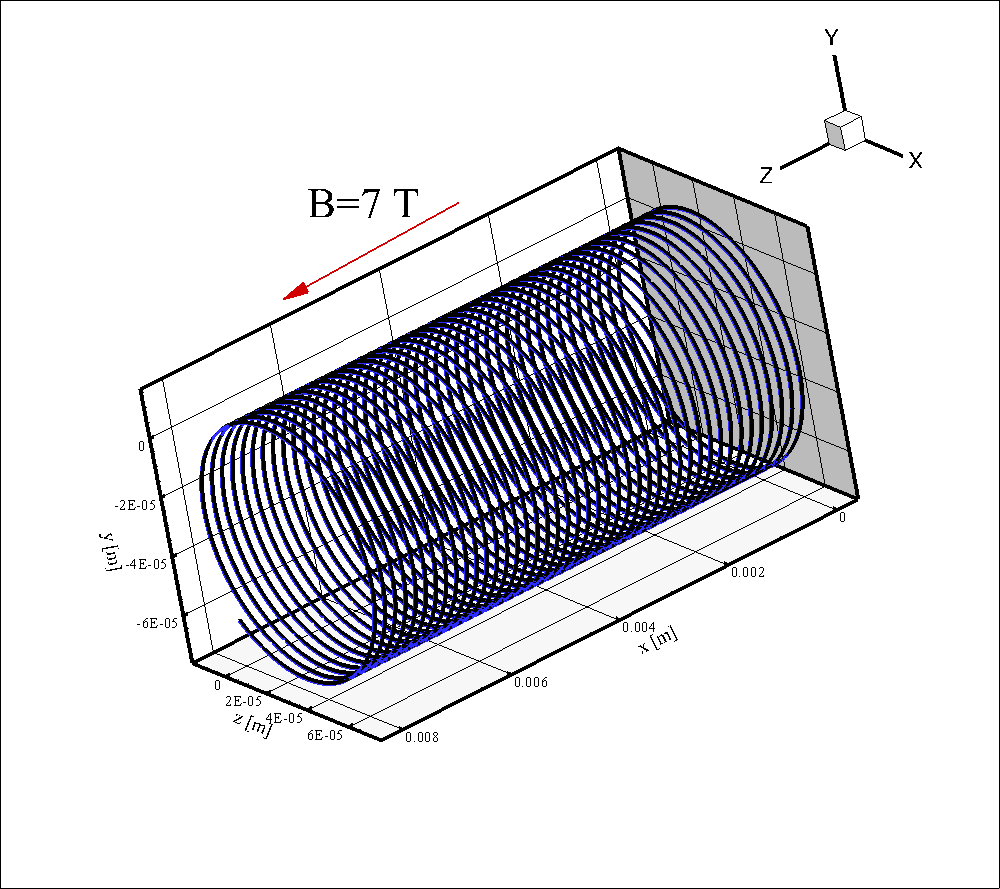 Y
X
Z
B=7 T
0
-2E-05
-4E-05
-6E-05
y [m]
0
2E-05
4E-05
6E-05
z [m]
0
0.002
0.004
0.006
0.008
x [m]